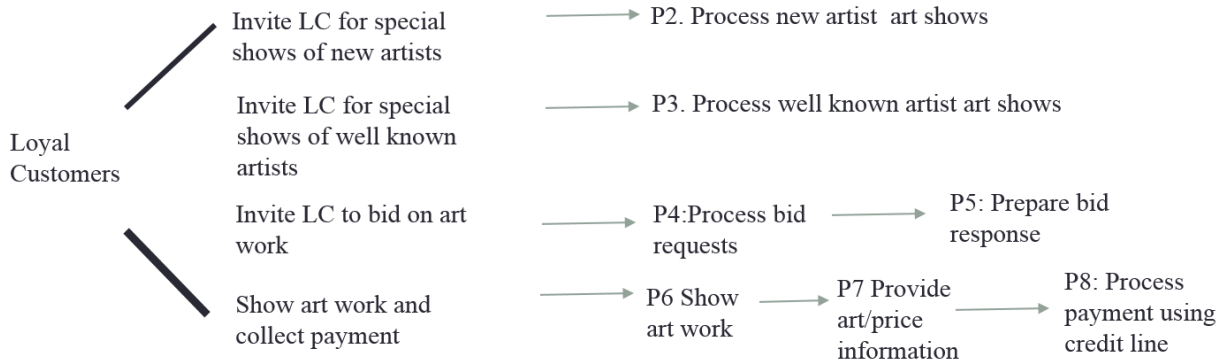 Loyal
Customers
Invite LC for special
shows of new artists
P2. Process new artist  art shows
Invite LC for special
shows of well known
artists
P3. Process well known artist art shows
Invite LC to bid on art
work
P4:Process bid
requests
P5: Prepare bid
response
Show art work and
collect payment
P6 Show
art work
P7 Provide
art/price
information
P8: Process
payment using
credit line